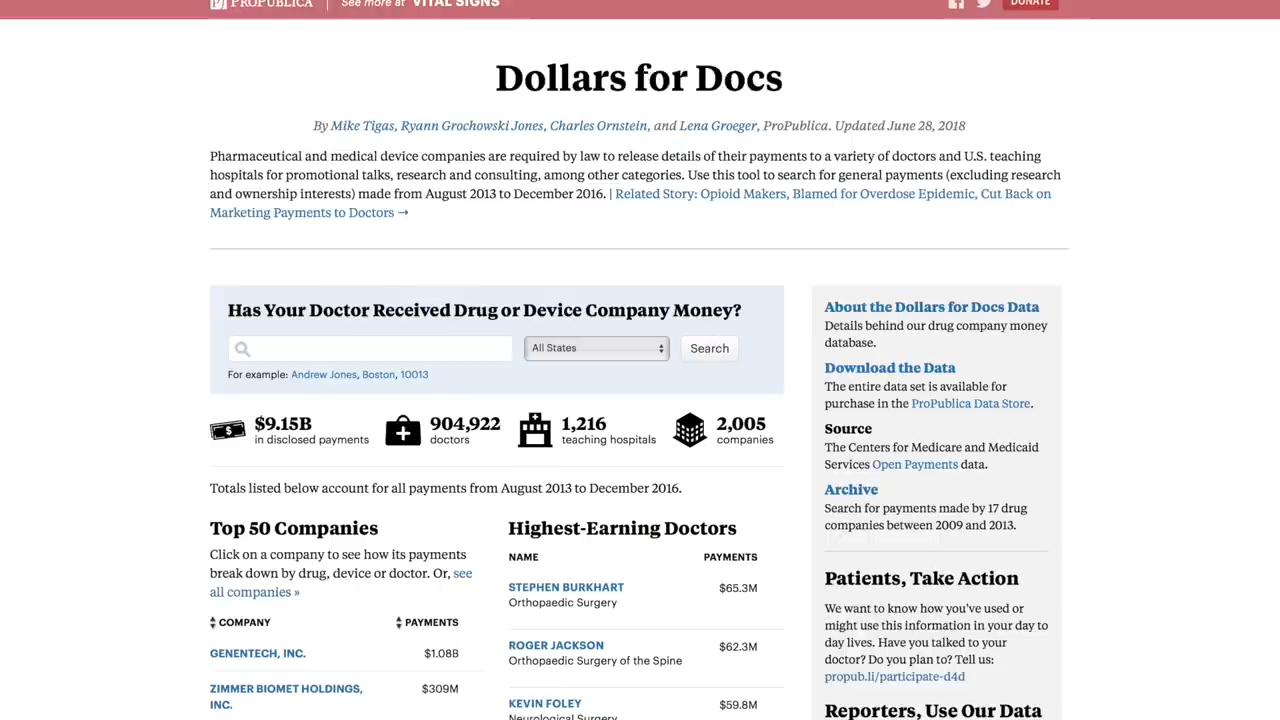 PROPUBLICA | See more at VITAL SIGNS
DONATE
Dollars for Docs
By Mike Tigas, Ryann Grochowski Jones, Charles Ornstein, and Lena Groeger, ProPublica. Updated June 28, 2018
Pharmaceutical and medical device companies are required by law to release details of their payments to a variety of doctors and U.S. teaching
hospitals for promotional talks, research and consulting, among other categories. Use this tool to search for general payments (excluding research
and ownership interests) made from August 2013 to December 2016. | Related Story: Opioid Makers, Blamed for Overdose Epidemic, Cut Back on
Marketing Payments to Doctors →
Has Your Doctor Received Drug or Device Company Money?
All States
Search
For example: Andrew Jones, Boston, 10013
$9.15B
in disclosed payments
904,922
doctors
1,216
teaching hospitals
2,005
companies
Totals listed below account for all payments from August 2013 to December 2016.
Top 50 Companies
Click on a company to see how its payments
break down by drug, device or doctor. Or, see
all companies »
COMPANY PAYMENTS
GENENTECH, INC. $1.08B
ZIMMER BIOMET HOLDINGS, $309M
INC.
Highest-Earning Doctors
NAME PAYMENTS
STEPHEN BURKHART $65.3M
Orthopaedic Surgery
ROGER JACKSON $62.3M
Orthopaedic Surgery of the Spine
KEVIN FOLEY $59.8M
Neurological Surgery
About the Dollars for Docs Data
Details behind our drug company money
database.
Download the Data
The entire data set is available for
purchase in the ProPublica Data Store.
Source
The Centers for Medicare and Medicaid
Services Open Payments data.
Archive
Search for payments made by 17 drug
companies between 2009 and 2013.
Patients, Take Action
We want to know how you've used or
might use this information in your day to
day lives. Have you talked to your
doctor? Do you plan to? Tell us:
propub.li/participate-d4d
Reporters, Use Our Data